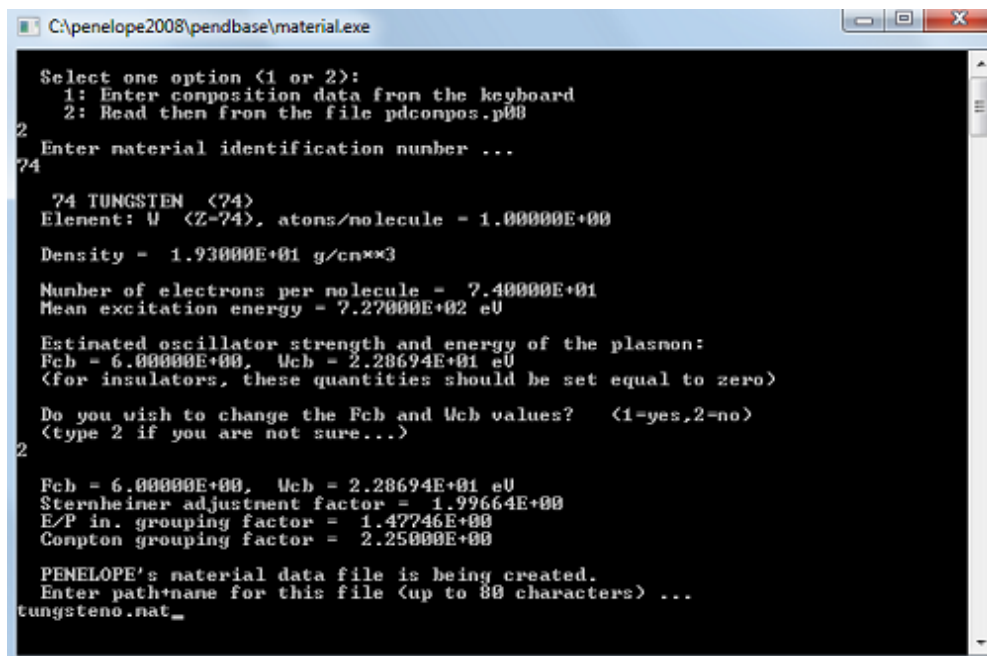 C:\penelope2008\pendbase\material.exe
Select one option (1 or 2):
1: Enter composition data from the keyboard
2: Read them from the file pdcompos.p08
2
Enter material identification number ...
74
74 TUNGSTEN (74)
Element: W (Z=74), atoms/molecule = 1.00000E+00
Density = 1.93000E+01 g/cm**3
Number of electrons per molecule = 7.40000E+01
Mean excitation energy = 7.27000E+02 eV
Estimated oscillator strength and energy of the plasmon:
Fcb = 6.00000E+00, Wcb = 2.28694E+01 eV
(for insulators, these quantities should be set equal to zero)
Do you wish to change the Fcb and Wcb values? (1=yes,2=no)
(type 2 if you are not sure...)
2
Fcb = 6.00000E+00, Wcb = 2.28694E+01 eV
Sternheimer adjustment factor = 1.99664E+00
E/P in. grouping factor = 1.47746E+00
Compton grouping factor = 2.25000E+00
PENELOPE's material data file is being created.
Enter path+name for this file (up to 80 characters) ...
tungsteno.mat_